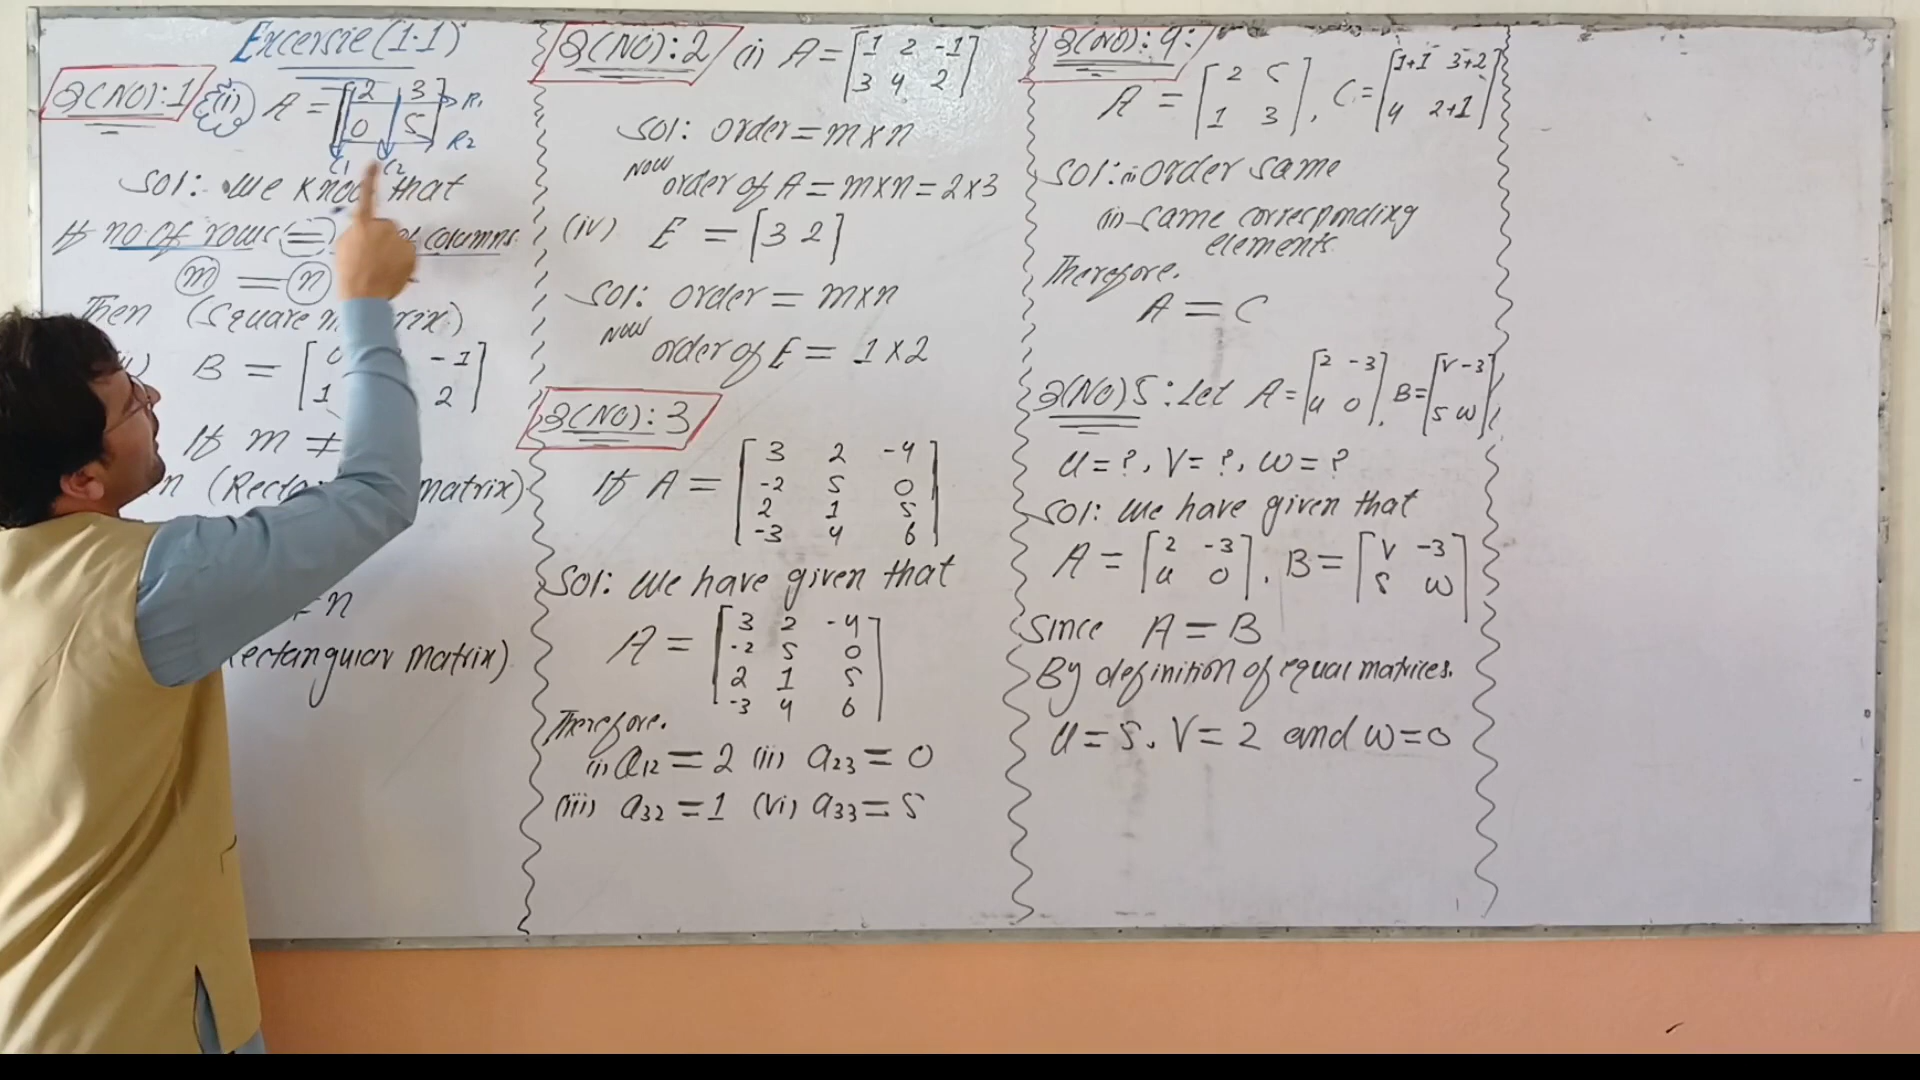 Excersie (1.1)
Q(NO):1 (i) A = [2 3
0 5] R1
R2
C1 C2
Sol: We know that
If no of rows = of columns
m = n
Then (Square
B = [ -1
1 2]
If m ≠
(Recta matrix)
≠ n
Rectangular matrix)
Q(NO):2 (i) A = [1 2 -1
3 4 2]
Sol: order = m×n
Now
order of A = m×n = 2×3
(iv) E = [3 2]
Sol: order = m×n
Now
order of E = 1×2
Q(NO):3
If A = [3 2 -4
-2 5 0
2 1 5
-3 4 6]
Sol: We have given that
A = [3 2 -4
-2 5 0
2 1 5
-3 4 6]
Therefore.
(i) a12 = 2 (ii) a23 = 0
(iii) a32 = 1 (vi) a33 = 5
Q(NO):4:
A = [2 5
1 3], C = [1+1 3+2
4 2+1]
Sol: (i) order same
(ii) same corresponding
elements.
Therefore.
A = C
Q(NO) 5: Let A = [2 -3
u 0], B = [v -3
5 w]
u = ?, v = ?, w = ?
Sol: We have given that
A = [2 -3
u 0], B = [v -3
5 w]
Since A = B
By definition of equal matrices.
u = 5, v = 2 and w = 0